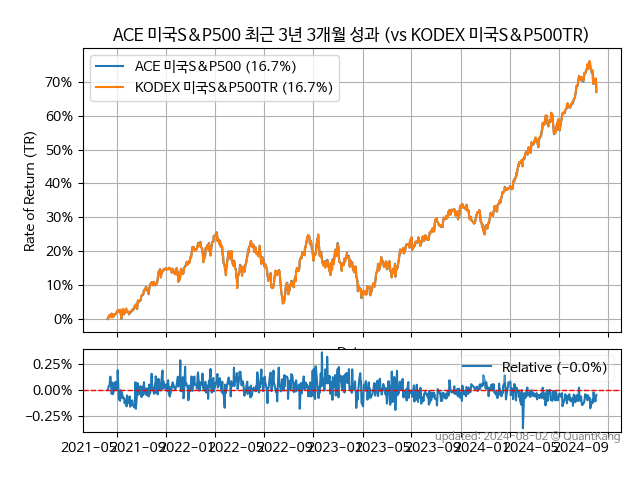 ACE 미국S&P500 최근 3년 3개월 성과 (vs KODEX 미국S&P500TR)
Rate of Return (TR)
70%
60%
50%
40%
30%
20%
10%
0%
ACE 미국S&P500 (16.7%)
KODEX 미국S&P500TR (16.7%)
0.25%
0.00%
−0.25%
Relative (−0.0%)
updated: 2024-08-02 © QuantKang
2021-05 2021-09 2022-01 2022-05 2022-09 2023-01 2023-05 2023-09 2024-01 2024-05 2024-09